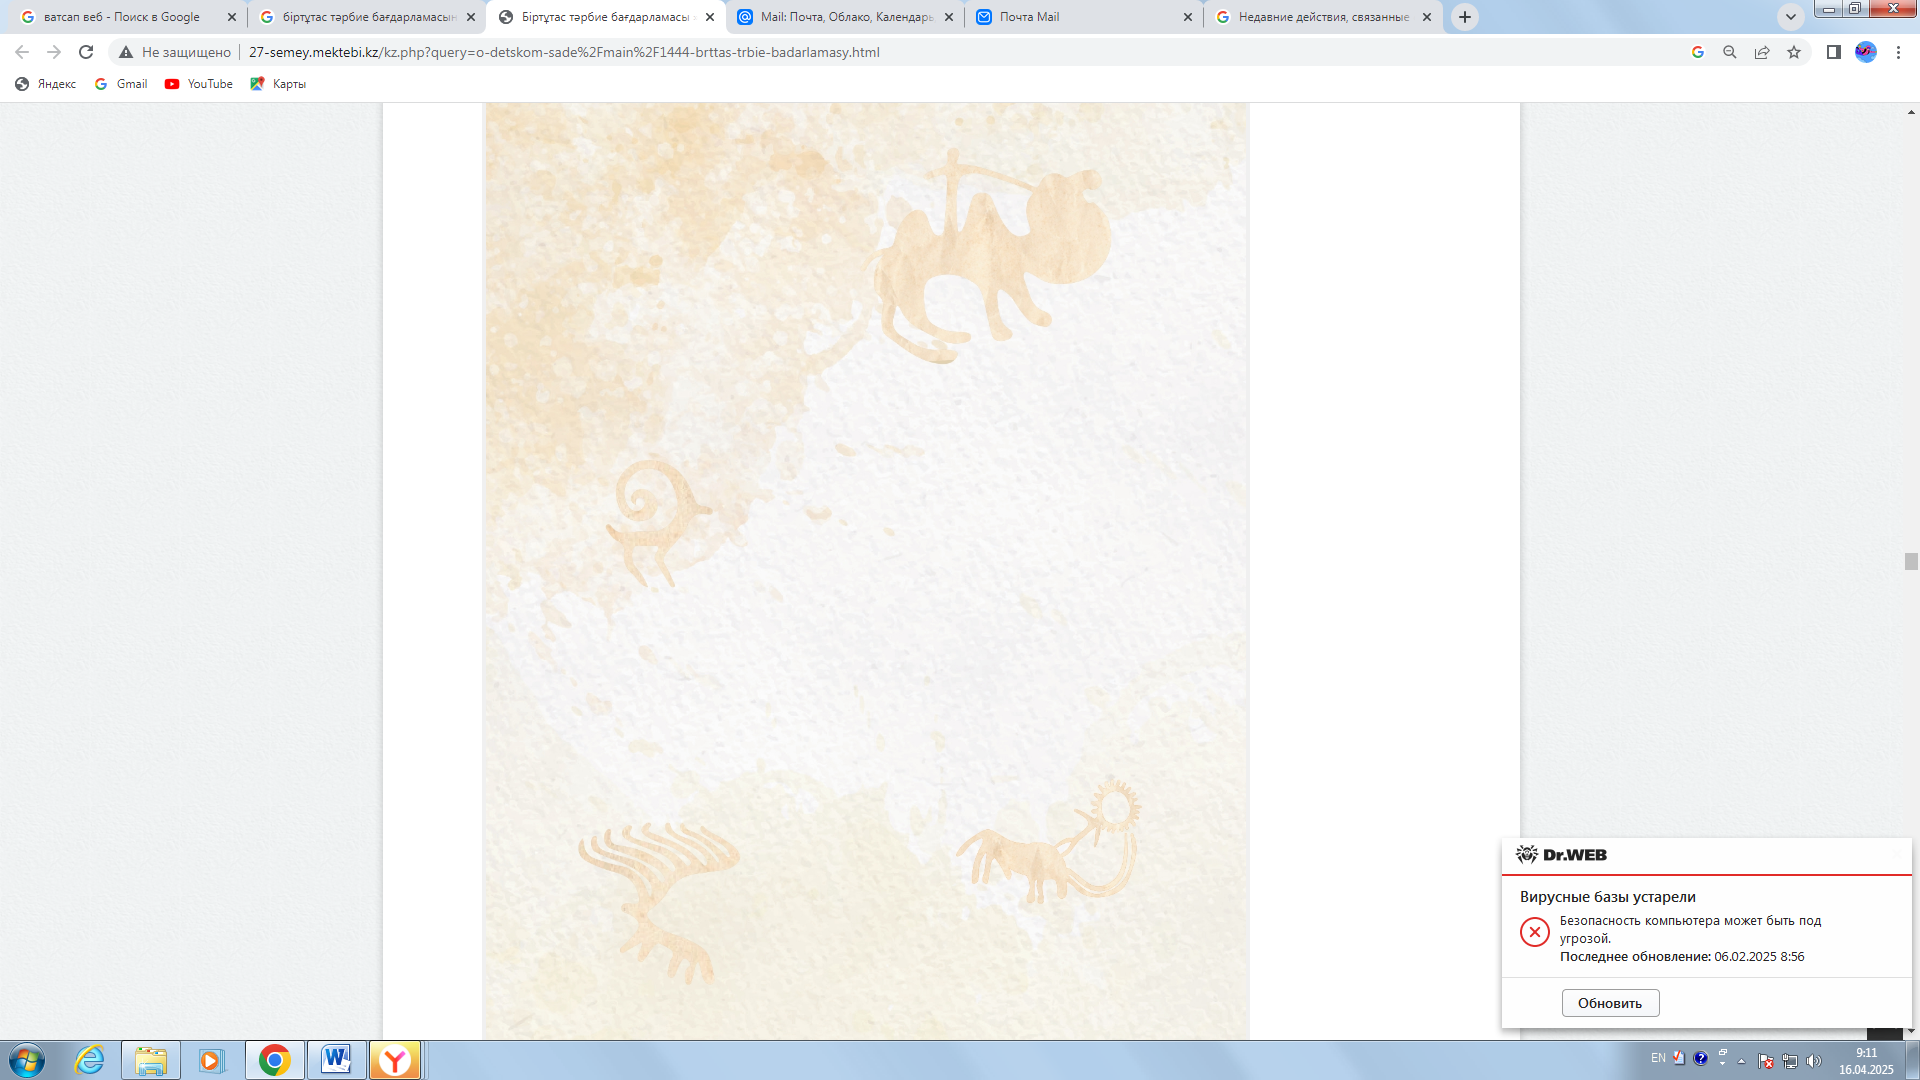 ватсап веб - Поиск в Google
біртұтас тәрбие бағдарламасын
Біртұтас тәрбие бағдарламасы
Mail: Почта, Облако, Календарь
Почта Mail
Недавние действия, связанные
Не защищено
27-semey.mektebi.kz/kz.php?query=o-detskom-sade%2Fmain%2F1444-brttas-trbie-badarlamasy.html
Яндекс
Gmail
YouTube
Карты
Dr.WEB
Вирусные базы устарели
Безопасность компьютера может быть под
угрозой.
Последнее обновление: 06.02.2025 8:56
Обновить
EN
9:11
16.04.2025